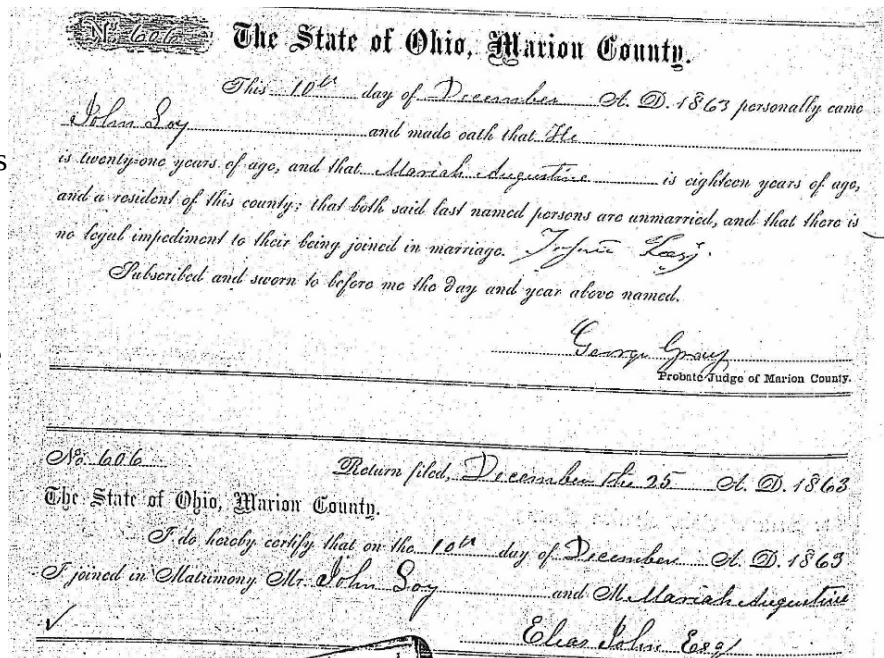 No. 606 The State of Ohio, Marion County.
This 10th day of December A. D. 1863 personally came
John Loy and made oath that He
is twenty-one years of age, and that Mariah Augustine is eighteen years of age,
and a resident of this county; that both said last named persons are unmarried, and that there is
no legal impediment to their being joined in marriage.
Subscribed and sworn to before me the day and year above named.
George Gray
Probate Judge of Marion County.
No. 606 Return filed, December the 25 A. D. 1863
The State of Ohio, Marion County.
I do hereby certify that on the 10th day of December A. D. 1863
I joined in Matrimony Mr. John Loy and M Mariah Augustine
Elias John Esq